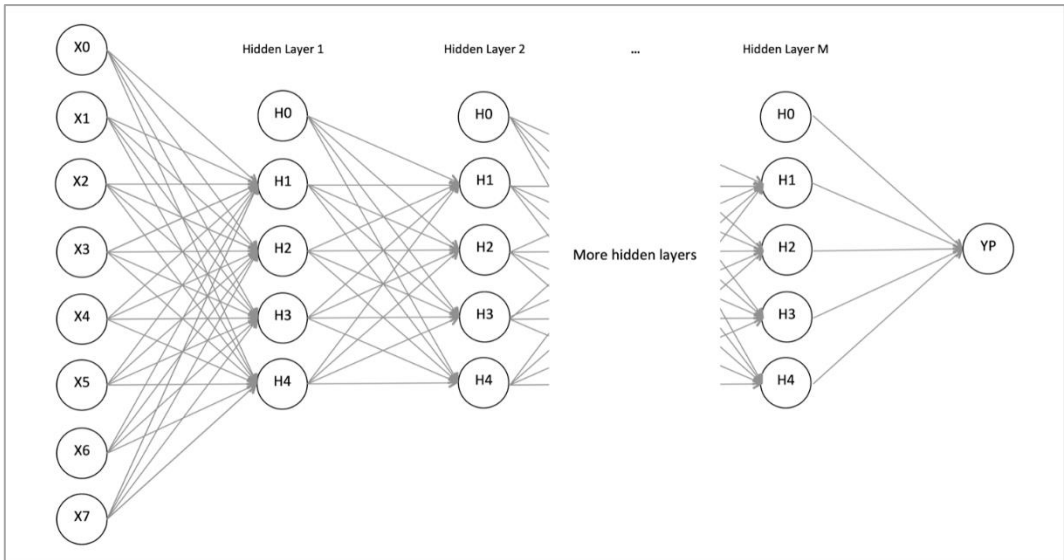 X0
X1
X2
X3
X4
X5
X6
X7
Hidden Layer 1
H0
H1
H2
H3
H4
Hidden Layer 2
H0
H1
H2
H3
H4
...
More hidden layers
Hidden Layer M
H0
H1
H2
H3
H4
YP